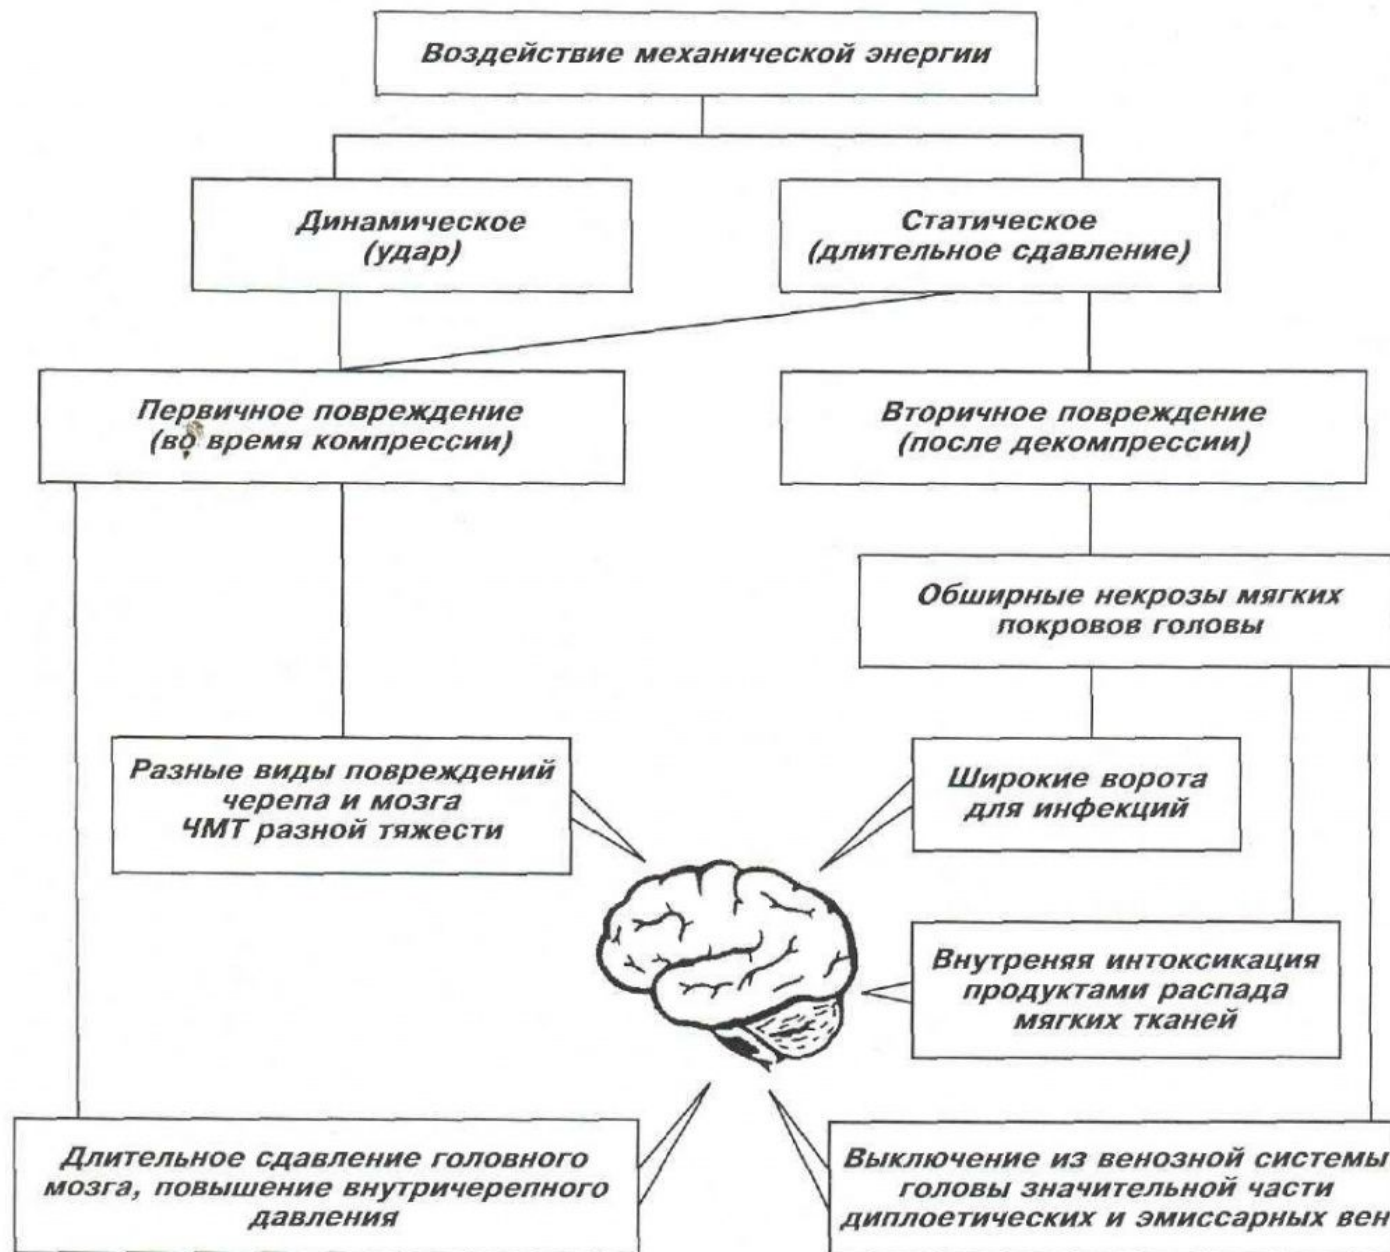 Воздействие механической энергии
Динамическое
(удар)
Статическое
(длительное сдавление)
Первичное повреждение
(во время компрессии)
Вторичное повреждение
(после декомпрессии)
Обширные некрозы мягких
покровов головы
Разные виды повреждений
черепа и мозга
ЧМТ разной тяжести
Широкие ворота
для инфекций
Внутреняя интоксикация
продуктами распада
мягких тканей
Длительное сдавление головного
мозга, повышение внутричерепного
давления
Выключение из венозной системы
головы значительной части
диплоетических и эмиссарных вен